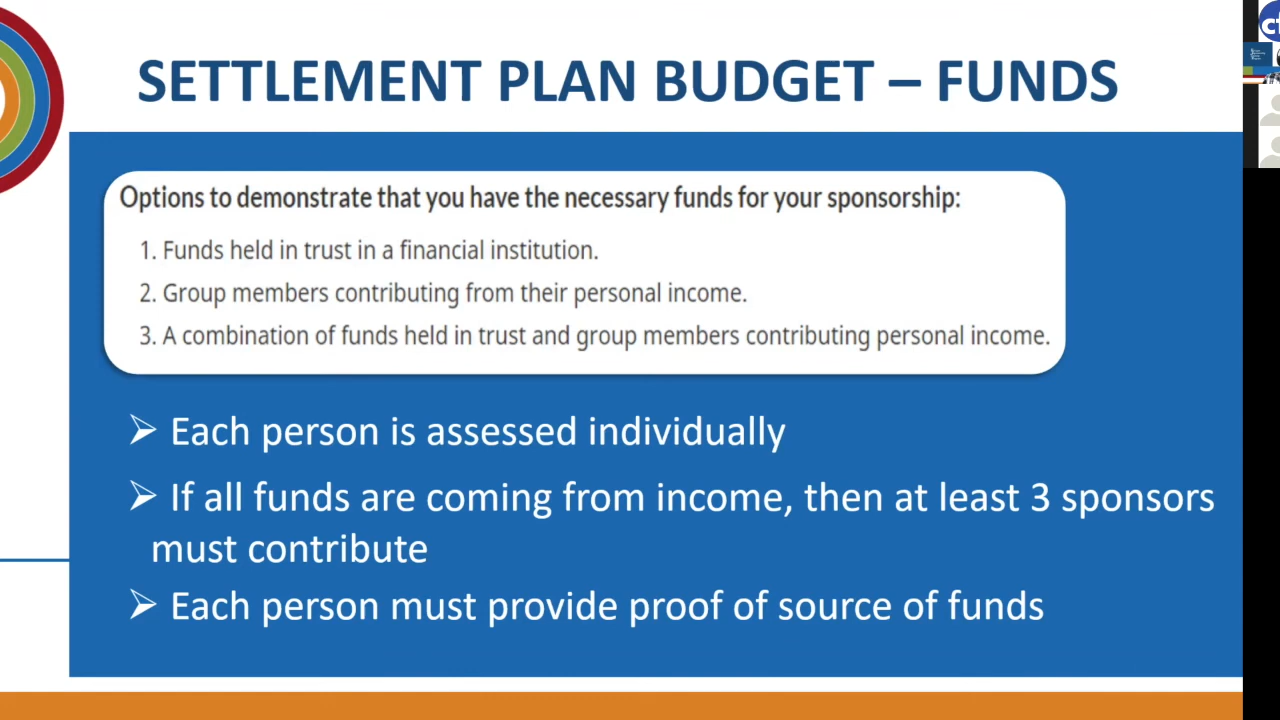 SETTLEMENT PLAN BUDGET – FUNDS
Options to demonstrate that you have the necessary funds for your sponsorship:
1. Funds held in trust in a financial institution.
2. Group members contributing from their personal income.
3. A combination of funds held in trust and group members contributing personal income.
➢ Each person is assessed individually
➢ If all funds are coming from income, then at least 3 sponsors
must contribute
➢ Each person must provide proof of source of funds